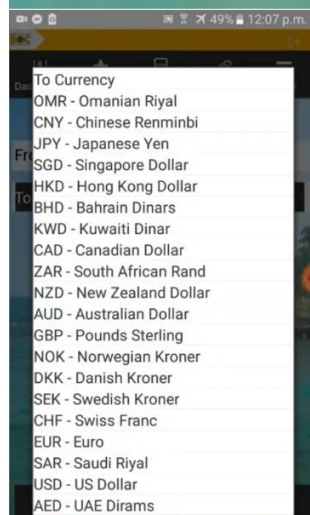 49% 12:07 p.m.
To Currency
OMR - Omanian Riyal
CNY - Chinese Renminbi
JPY - Japanese Yen
SGD - Singapore Dollar
HKD - Hong Kong Dollar
BHD - Bahrain Dinars
KWD - Kuwaiti Dinar
CAD - Canadian Dollar
ZAR - South African Rand
NZD - New Zealand Dollar
AUD - Australian Dollar
GBP - Pounds Sterling
NOK - Norwegian Kroner
DKK - Danish Kroner
SEK - Swedish Kroner
CHF - Swiss Franc
EUR - Euro
SAR - Saudi Riyal
USD - US Dollar
AED - UAE Dirams